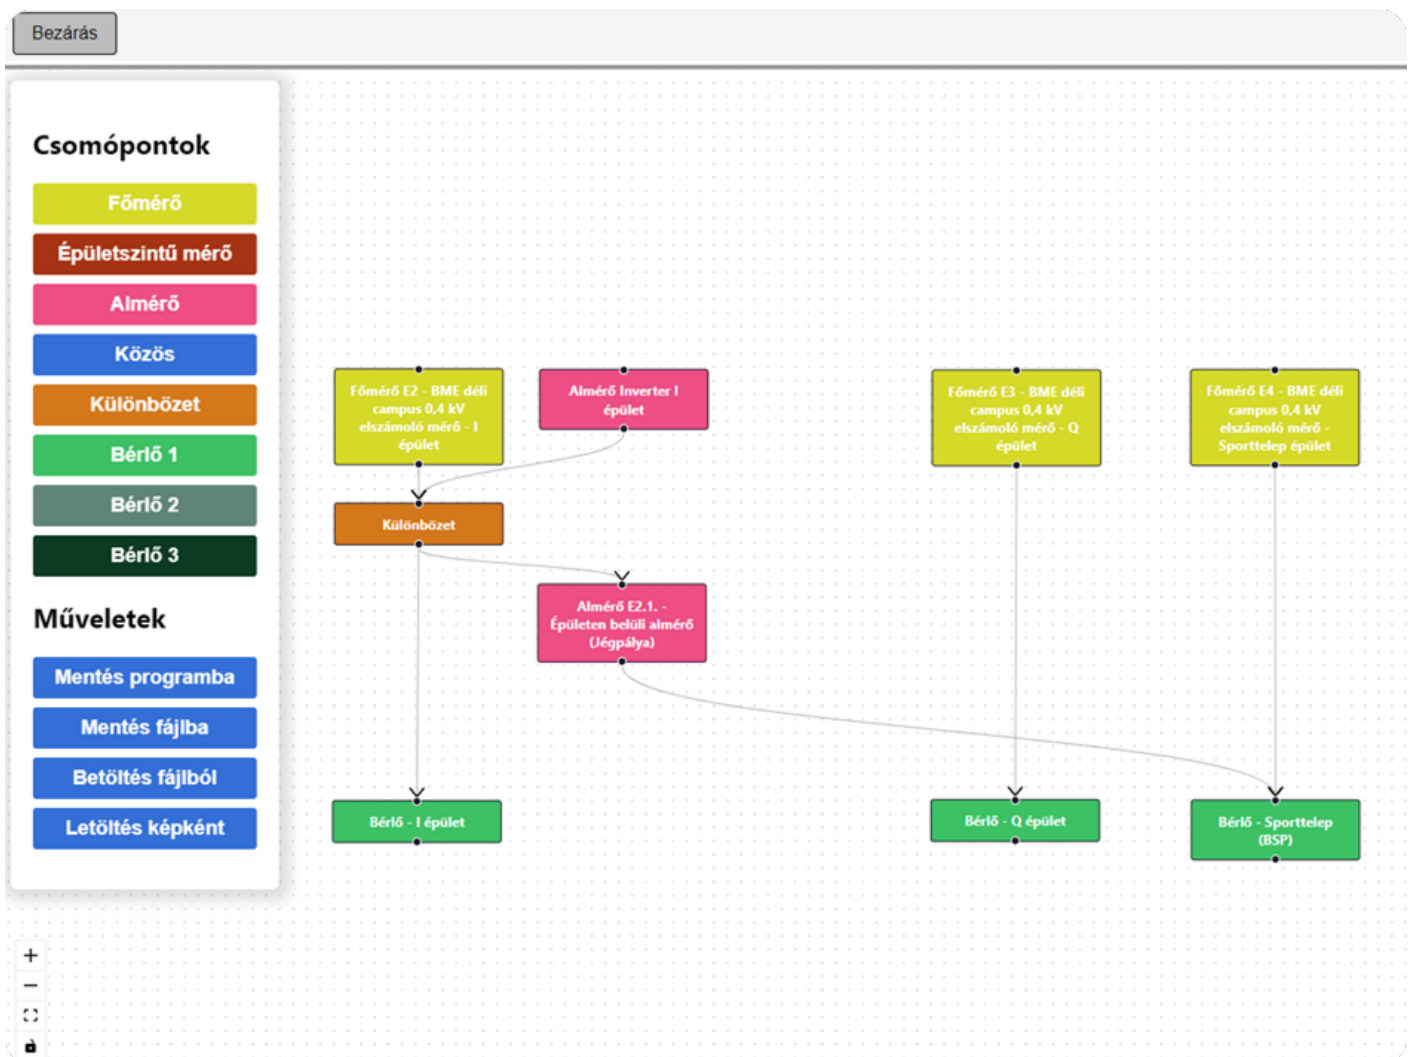 Bezárás
Csomópontok
Főmérő
Épületszintű mérő
Almérő
Közös
Különbözet
Bérlő 1
Bérlő 2
Bérlő 3
Műveletek
Mentés programba
Mentés fájlba
Betöltés fájlból
Letöltés képként
Főmérő E2 - BME déli
campus 0,4 kV
elszámoló mérő - I
épület
Almérő Inverter I
épület
Főmérő E3 - BME déli
campus 0,4 kV
elszámoló mérő - Q
épület
Főmérő E4 - BME déli
campus 0,4 kV
elszámoló mérő -
Sporttelep épület
Különbözet
Almérő E2.1. -
Épületen belüli almérő
(Jégpálya)
Bérlő - I épület
Bérlő - Q épület
Bérlő - Sporttelep
(BSP)